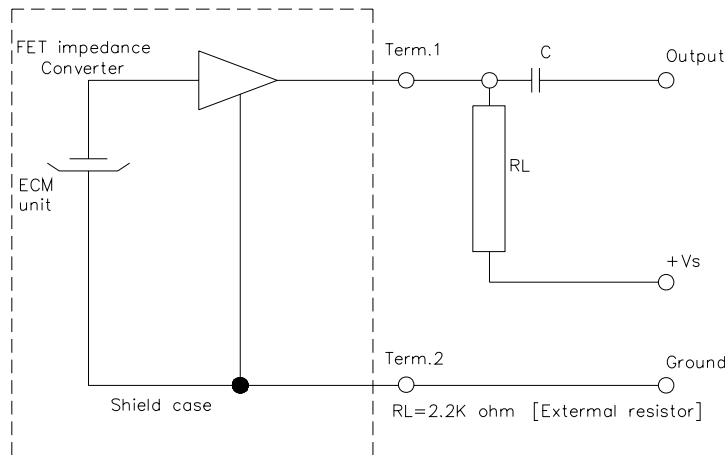 FET impedance
Converter
Term.1
C
Output
ECM
unit
RL
+Vs
Term.2
Ground
Shield case
RL=2.2K ohm [Extermal resistor]